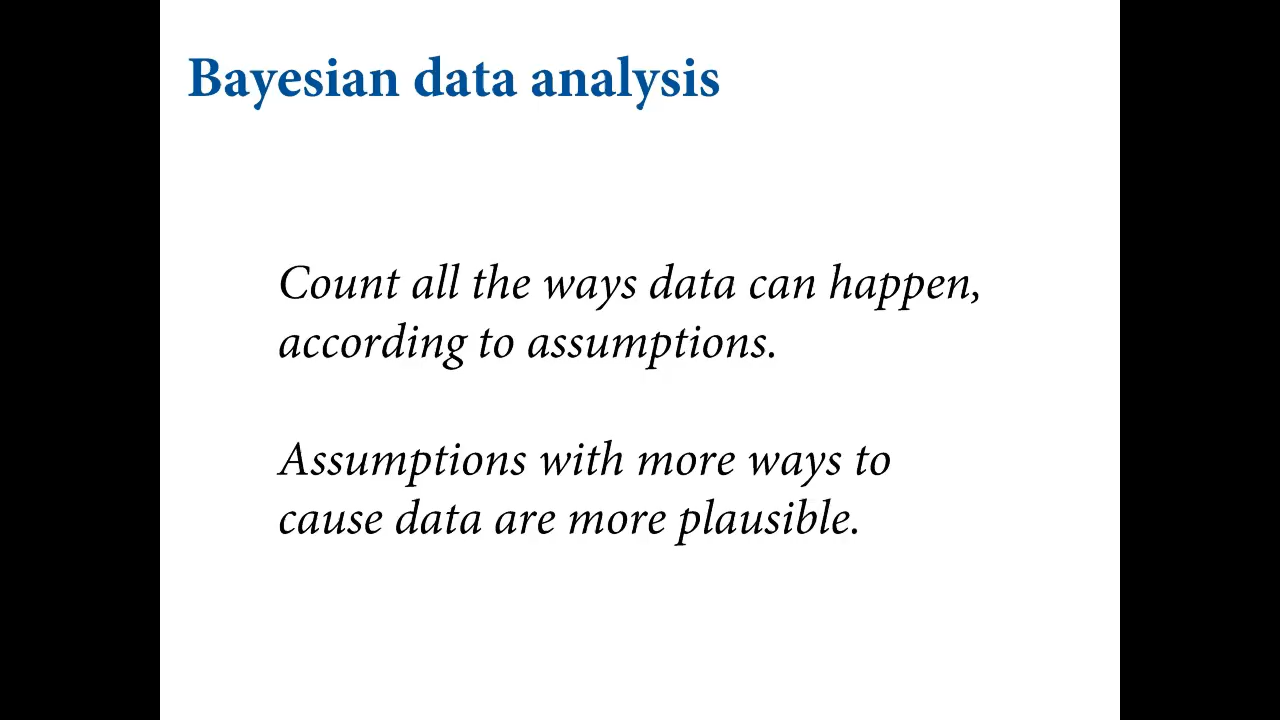 Bayesian data analysis
Count all the ways data can happen,
according to assumptions.
Assumptions with more ways to
cause data are more plausible.